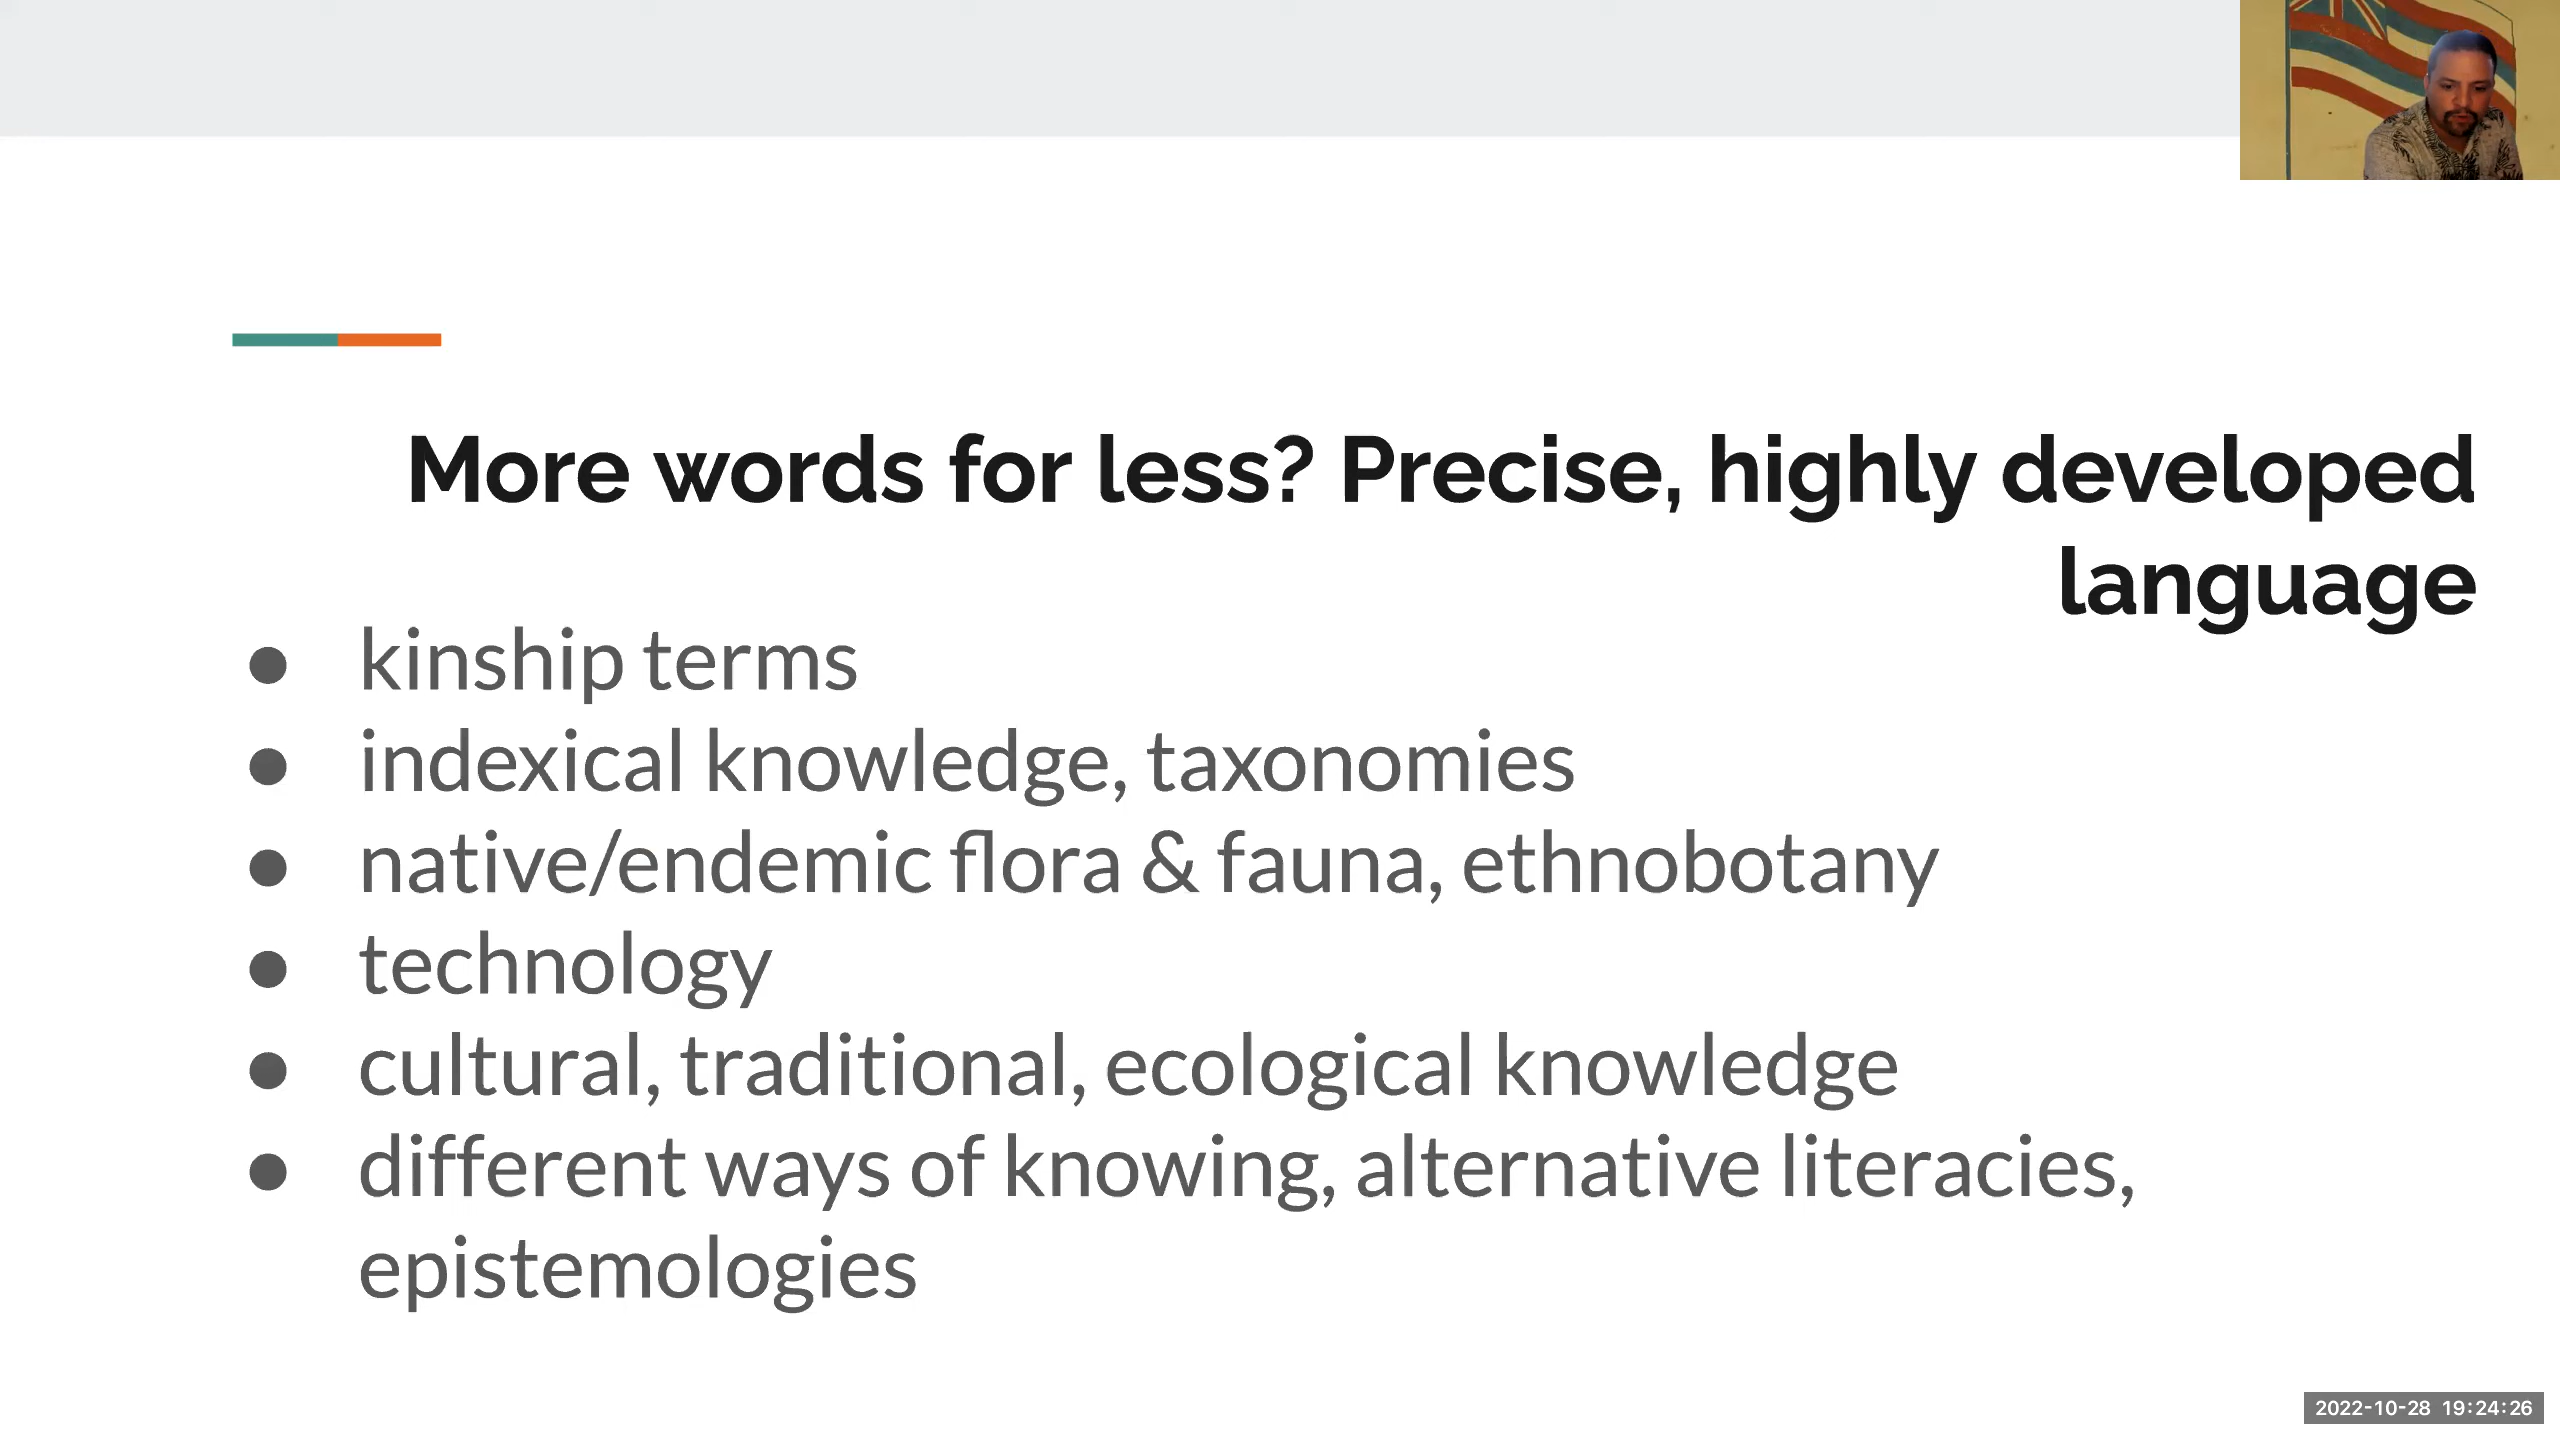 More words for less? Precise, highly developed
language
● kinship terms
● indexical knowledge, taxonomies
● native/endemic flora & fauna, ethnobotany
● technology
● cultural, traditional, ecological knowledge
● different ways of knowing, alternative literacies,
epistemologies
2022-10-28 19:24:26